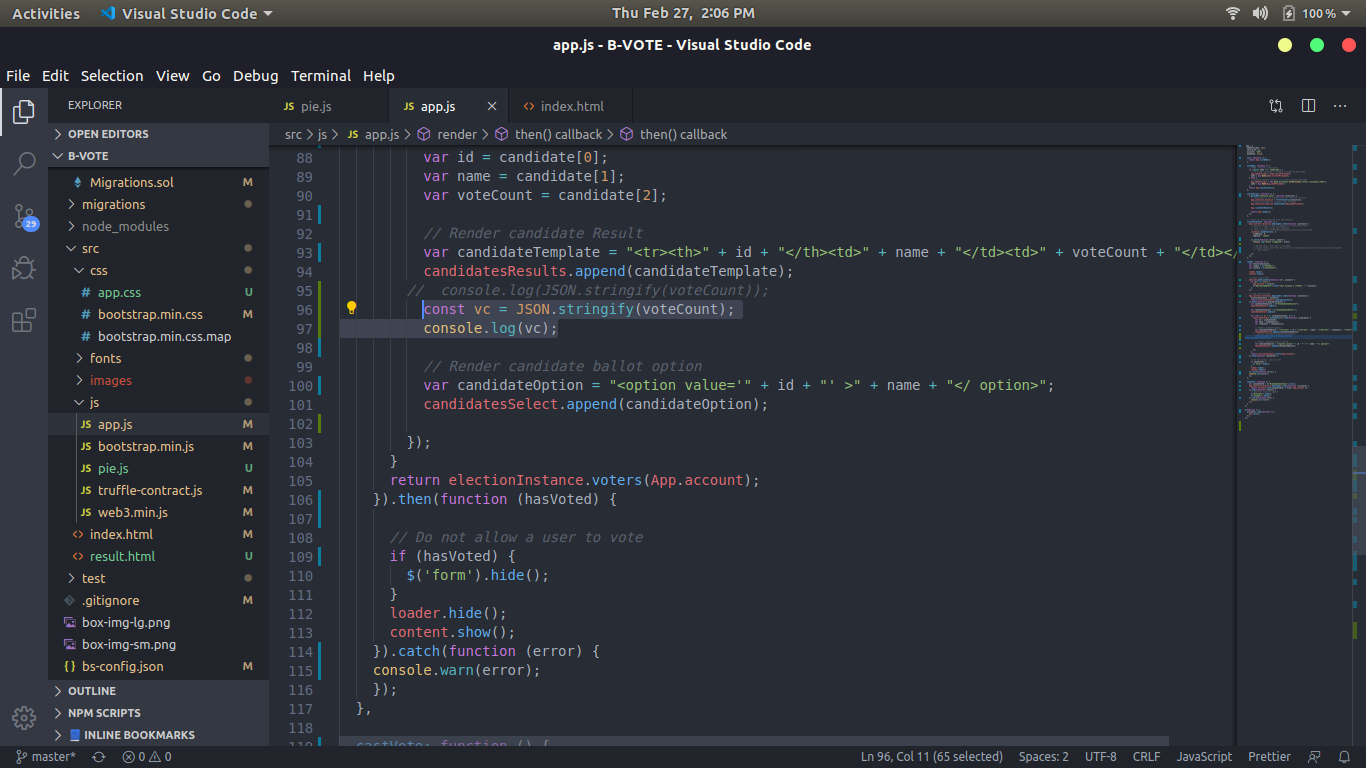 Activities Visual Studio Code Thu Feb 27, 2:06 PM 100 %
app.js - B-VOTE - Visual Studio Code
File Edit Selection View Go Debug Terminal Help
EXPLORER
JS pie.js JS app.js <> index.html
src js JS app.js render then() callback then() callback
OPEN EDITORS
B-VOTE
Migrations.sol M
migrations
node_modules
src
css
# app.css U
# bootstrap.min.css M
bootstrap.min.css.map
fonts
images
js
JS app.js M
JS bootstrap.min.js M
JS pie.js U
JS truffle-contract.js M
JS web3.min.js M
<> index.html M
<> result.html U
test
.gitignore M
box-img-lg.png
box-img-sm.png
{} bs-config.json M
OUTLINE
NPM SCRIPTS
INLINE BOOKMARKS
29
88 var id = candidate[0];
89 var name = candidate[1];
90 var voteCount = candidate[2];
91
92 // Render candidate Result
93 var candidateTemplate = "<tr><th>" + id + "</th><td>" + name + "</td><td>" + voteCount + "</td></
94 candidatesResults.append(candidateTemplate);
95 // console.log(JSON.stringify(voteCount));
96 const vc = JSON.stringify(voteCount);
97 console.log(vc);
98
99 // Render candidate ballot option
100 var candidateOption = "<option value='" + id + "' >" + name + "</ option>";
101 candidatesSelect.append(candidateOption);
102
103 });
104 }
105 return electionInstance.voters(App.account);
106 }).then(function (hasVoted) {
107
108 // Do not allow a user to vote
109 if (hasVoted) {
110 $('form').hide();
111 }
112 loader.hide();
113 content.show();
114 }).catch(function (error) {
115 console.warn(error);
116 });
117 },
118
119 castVote: function () {
master* 0 0 Ln 96, Col 11 (65 selected) Spaces: 2 UTF-8 CRLF JavaScript Prettier